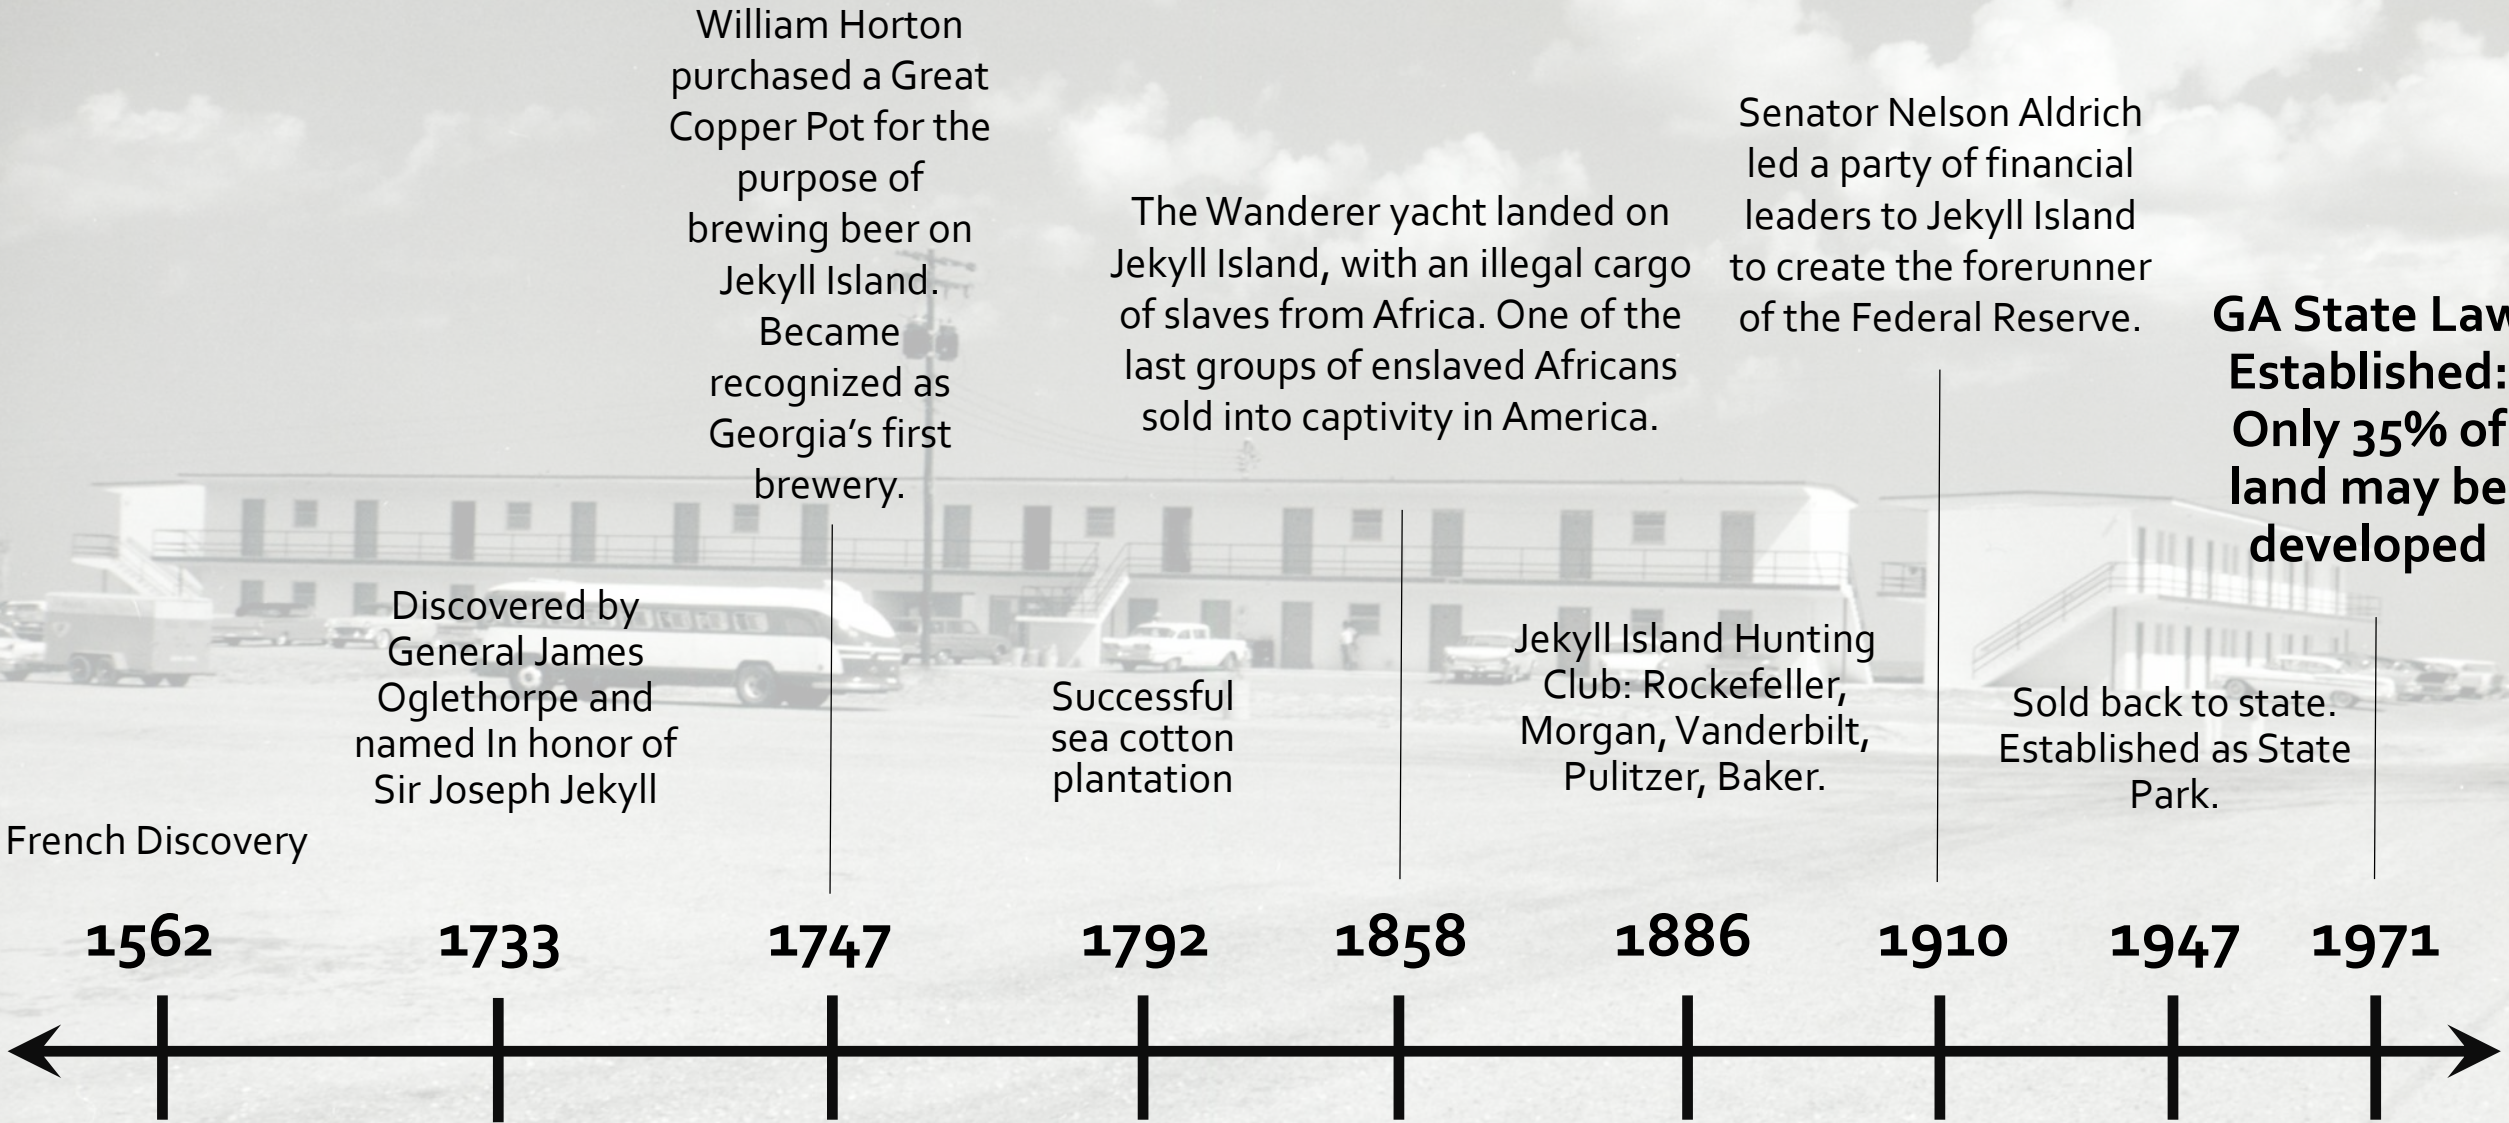 William Horton
purchased a Great
Copper Pot for the
purpose of
brewing beer on
Jekyll Island.
Became
recognized as
Georgia’s first
brewery.
Senator Nelson Aldrich
led a party of financial
leaders to Jekyll Island
to create the forerunner
of the Federal Reserve.
The Wanderer yacht landed on
Jekyll Island, with an illegal cargo
of slaves from Africa. One of the
last groups of enslaved Africans
sold into captivity in America.
GA State Law
Established:
Only 35% of
land may be
developed
Discovered by
General James
Oglethorpe and
named In honor of
Sir Joseph Jekyll
Successful
sea cotton
plantation
Jekyll Island Hunting
Club: Rockefeller,
Morgan, Vanderbilt,
Pulitzer, Baker.
Sold back to state.
Established as State
Park.
French Discovery
1562 1733 1747 1792 1858 1886 1910 1947 1971